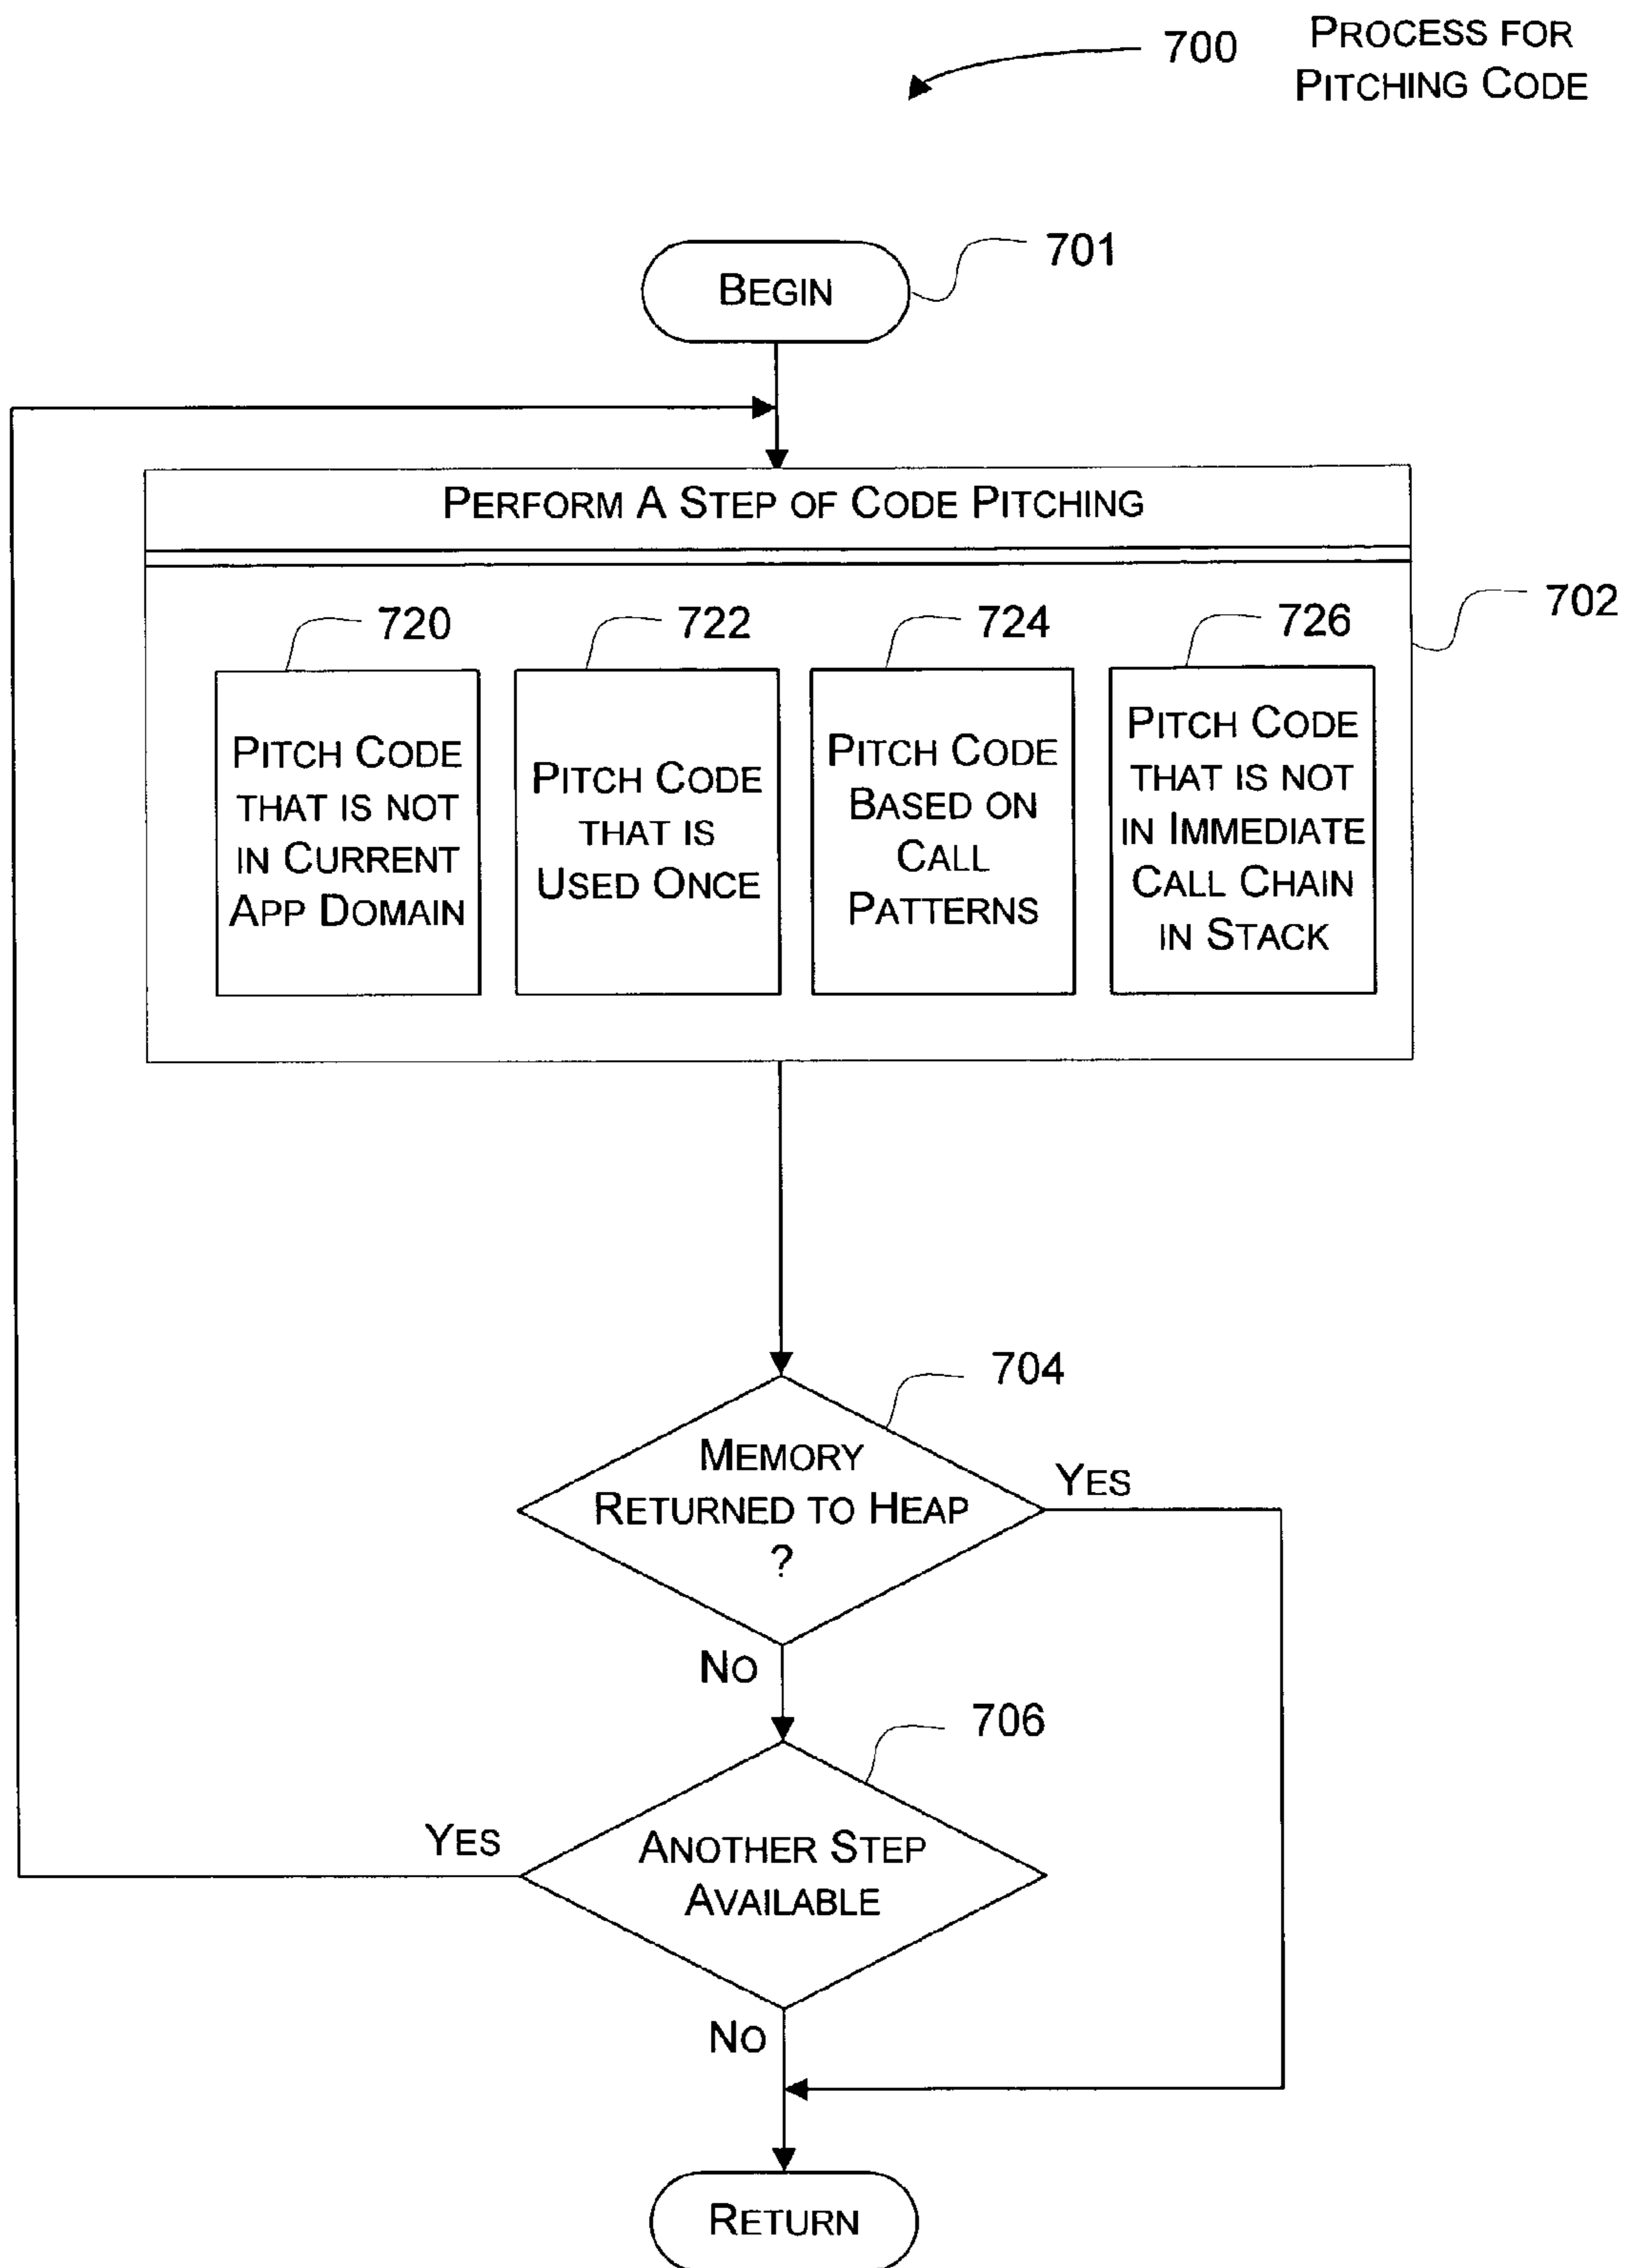 700
PROCESS FOR
PITCHING CODE
BEGIN
701
PERFORM A STEP OF CODE PITCHING
702
720
722
724
726
PITCH CODE
THAT IS NOT
IN CURRENT
APP DOMAIN
PITCH CODE
THAT IS
USED ONCE
PITCH CODE
BASED ON
CALL
PATTERNS
PITCH CODE
THAT IS NOT
IN IMMEDIATE
CALL CHAIN
IN STACK
704
MEMORY
RETURNED TO HEAP
?
YES
NO
706
ANOTHER STEP
AVAILABLE
YES
NO
RETURN